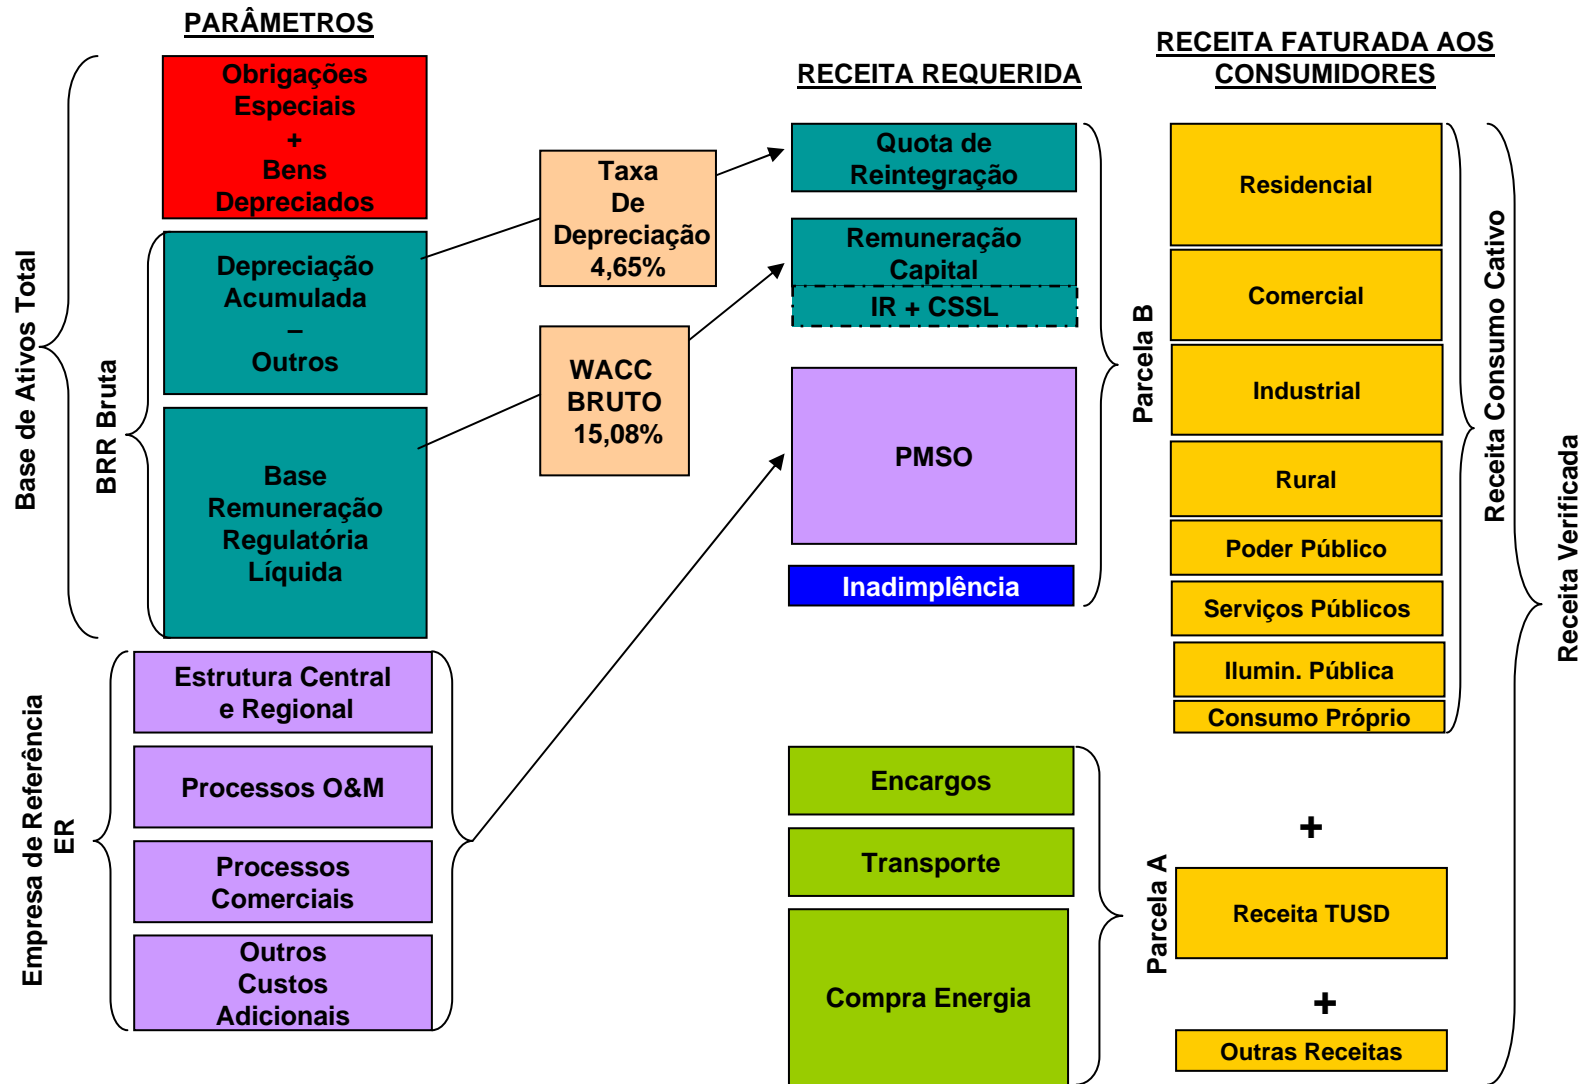 PARÂMETROS
Obrigações
Especiais
+
Bens
Depreciados
Depreciação
Acumulada
–
Outros
Base
Remuneração
Regulatória
Líquida
Base de Ativos Total
BRR Bruta
Estrutura Central
e Regional
Processos O&M
Processos
Comerciais
Outros
Custos
Adicionais
Empresa de Referência
ER
Taxa
De
Depreciação
4,65%
WACC
BRUTO
15,08%
RECEITA REQUERIDA
Quota de
Reintegração
Remuneração
Capital
IR + CSSL
PMSO
Inadimplência
Parcela B
Encargos
Transporte
Compra Energia
Parcela A
RECEITA FATURADA AOS
CONSUMIDORES
Residencial
Comercial
Industrial
Rural
Poder Público
Serviços Públicos
Ilumin. Pública
Consumo Próprio
Receita Consumo Cativo
+
Receita TUSD
+
Outras Receitas
Receita Verificada